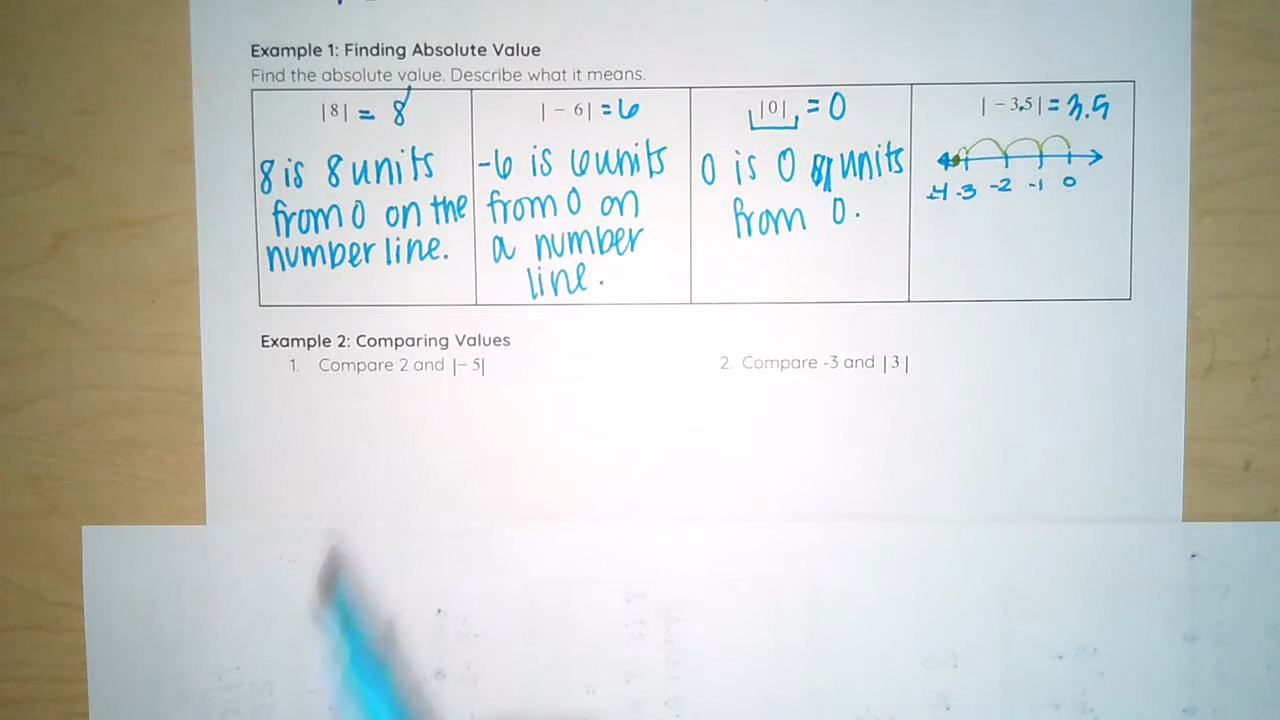 Example 1: Finding Absolute Value
Find the absolute value. Describe what it means.
|8| = 8
8 is 8 units
from 0 on the
number line.
| − 6| = 6
-6 is 6 units
from 0 on
a number
line.
|0| = 0
0 is 0 units
from 0.
| − 3.5| = 3.5
-4 -3 -2 -1 0
Example 2: Comparing Values
1. Compare 2 and |− 5|
2. Compare -3 and | 3 |